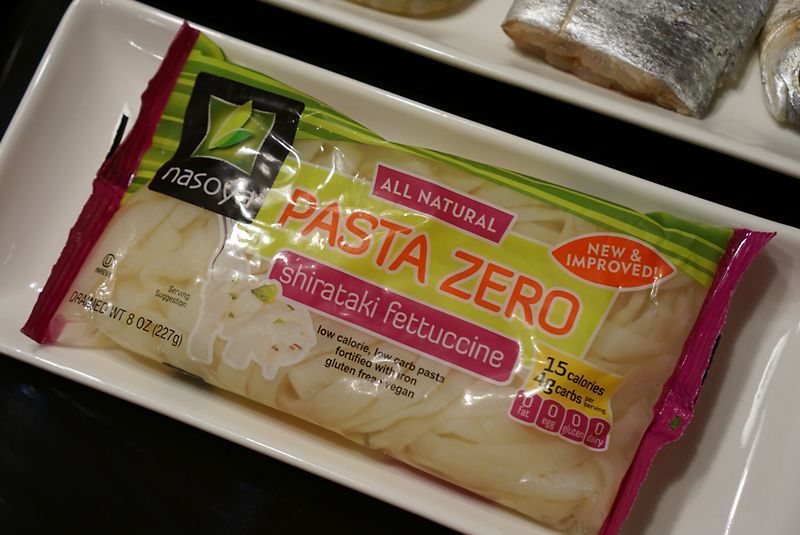 nasoya
ALL NATURAL
PASTA ZERO
NEW &
IMPROVED!
shirataki fettuccine
Serving
Suggestion
DRAINED WT 8 OZ (227g)
low calorie, low carb pasta
fortified with iron
gluten free, vegan
15 calories
4g carbs per
serving
0 0 0 0
fat egg gluten dairy